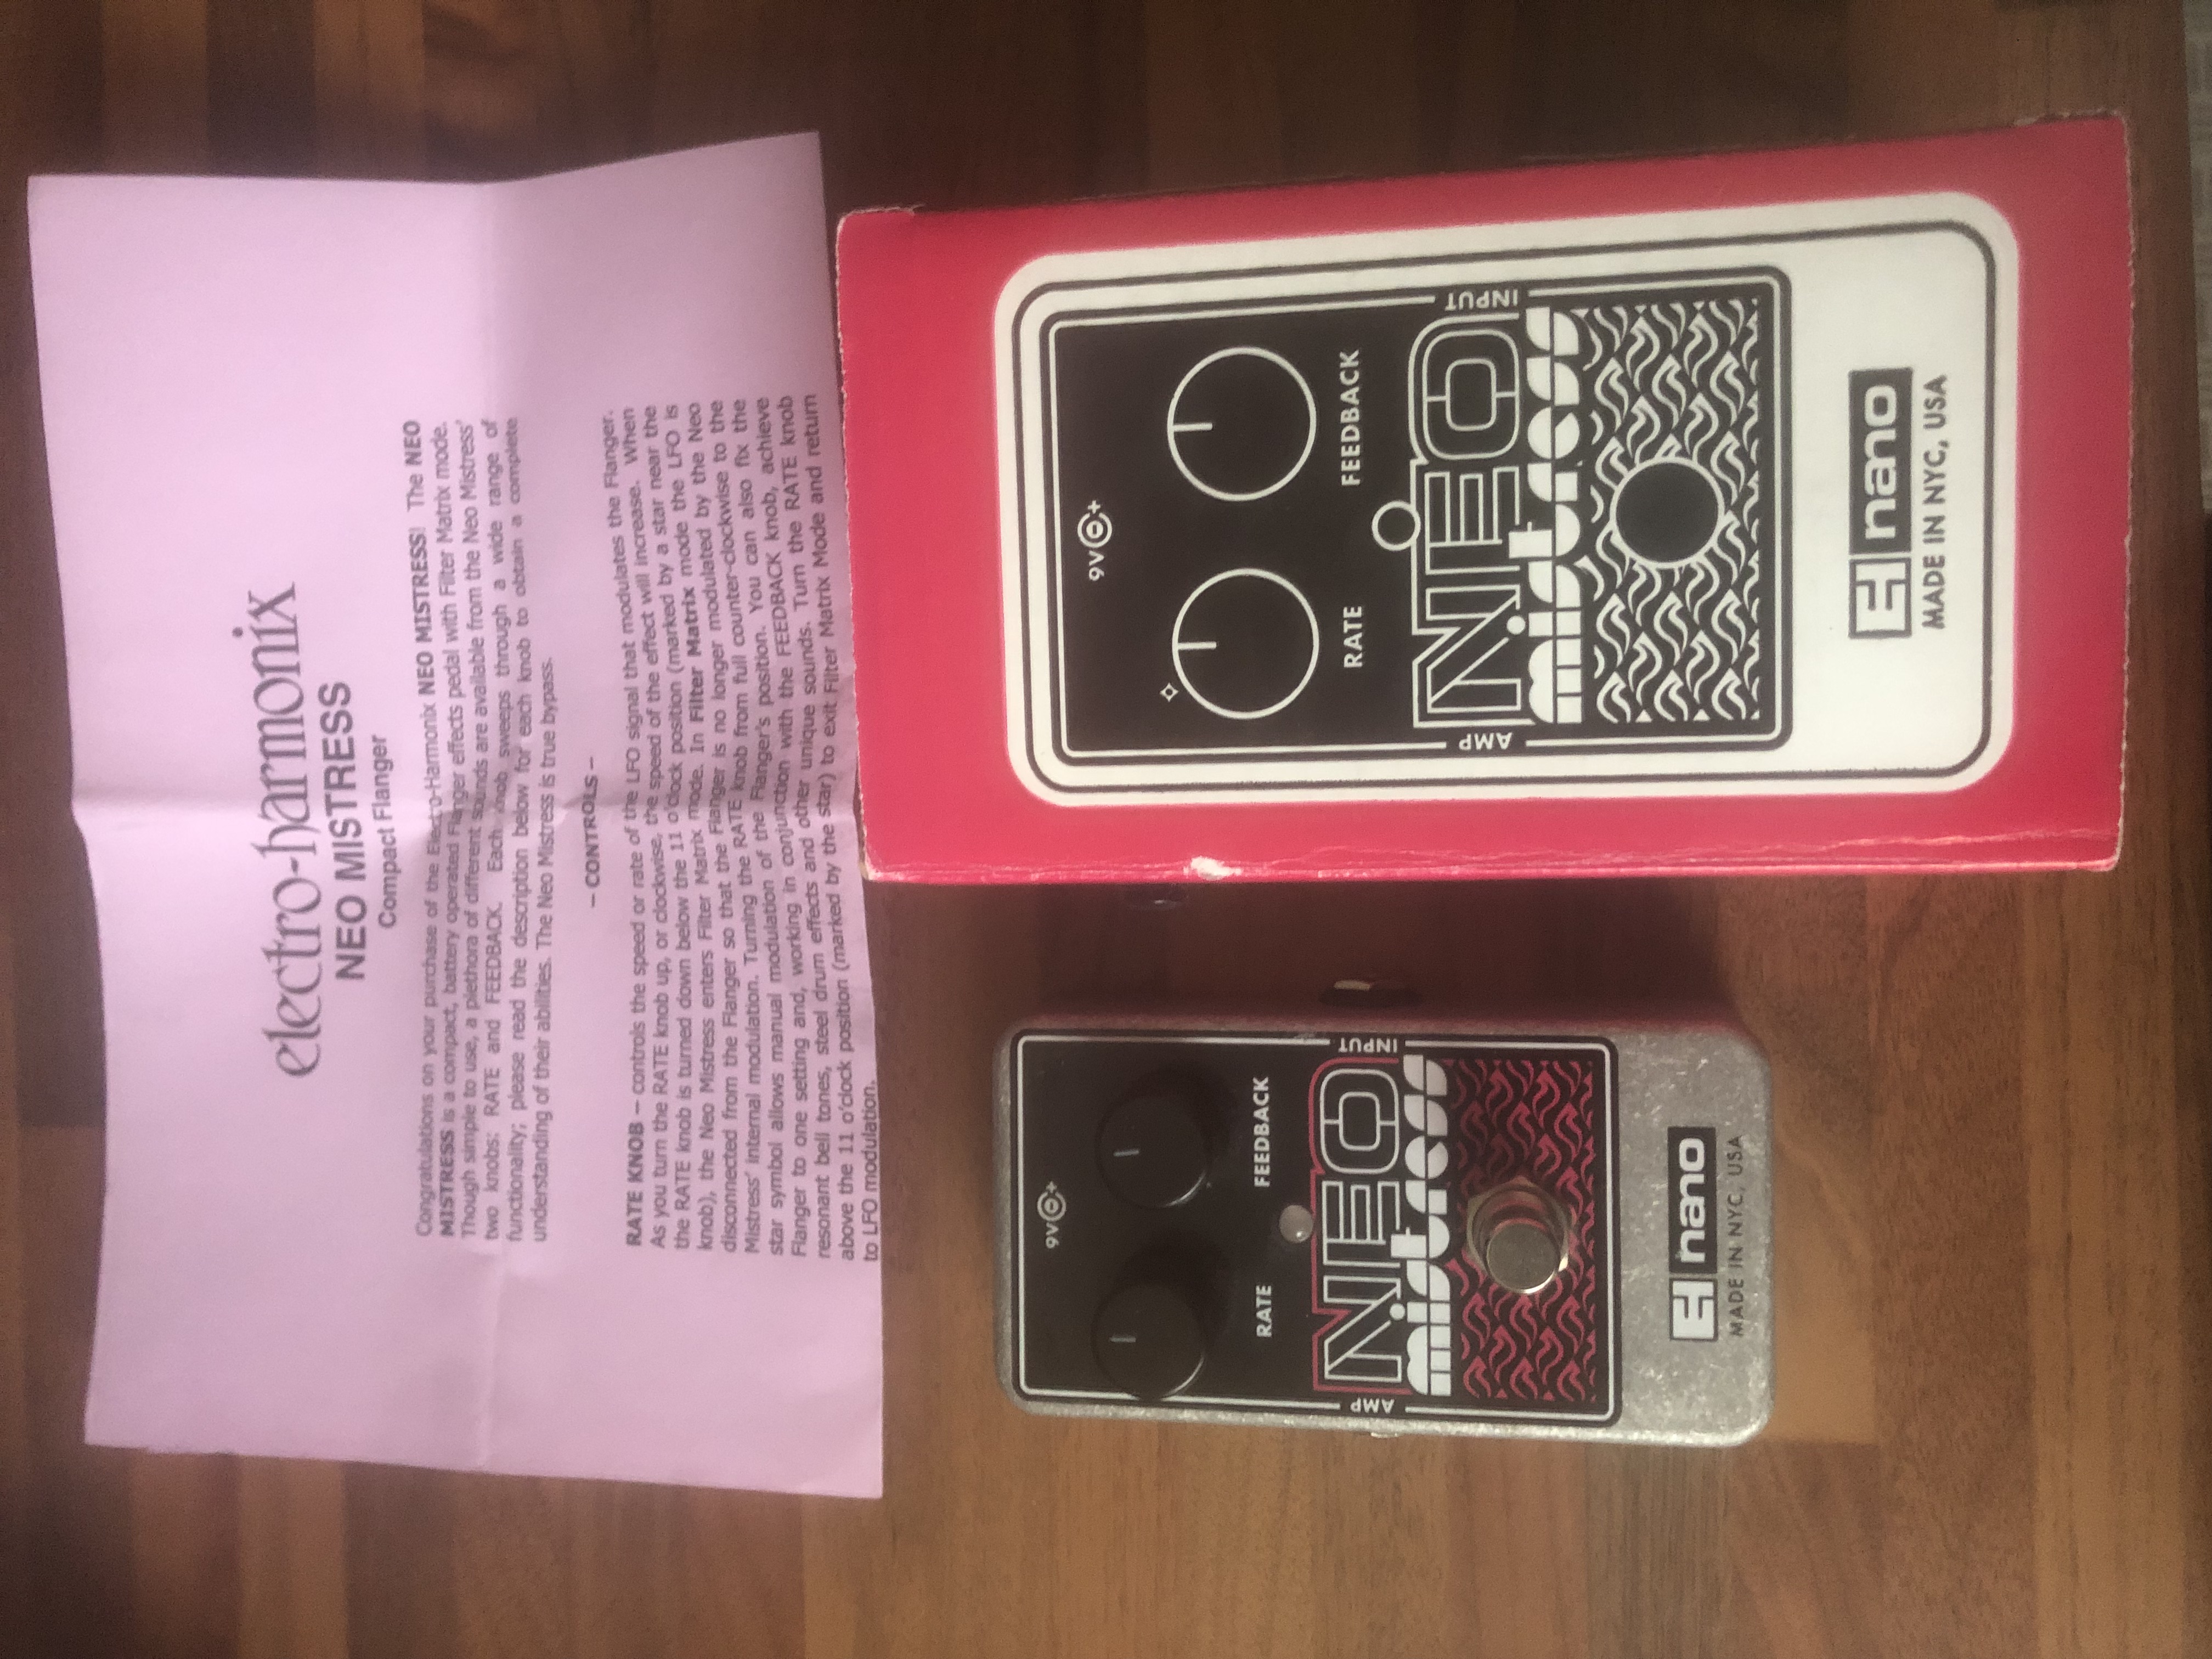 electro-harmonix
NEO MISTRESS
Compact Flanger
Congratulations on your purchase of the Electro-Harmonix NEO MISTRESS! The NEO
MISTRESS is a compact, battery operated Flanger effects pedal with Filter Matrix mode.
Though simple to use, a plethora of different sounds are available from the Neo Mistress'
two knobs: RATE and FEEDBACK. Each knob sweeps through a wide range of
functionality; please read the description below for each knob to obtain a complete
understanding of their abilities. The Neo Mistress is true bypass.
– CONTROLS –
RATE KNOB – controls the speed or rate of the LFO signal that modulates the Flanger.
As you turn the RATE knob up, or clockwise, the speed of the effect will increase. When
the RATE knob is turned down below the 11 o'clock position (marked by a star near the
knob), the Neo Mistress enters Filter Matrix mode. In Filter Matrix mode the LFO is
disconnected from the Flanger so that the Flanger is no longer modulated by the Neo
Mistress' internal modulation. Turning the RATE knob from full counter-clockwise to the
star symbol allows manual modulation of the Flanger's position. You can also fix the
Flanger to one setting and, working in conjunction with the FEEDBACK knob, achieve
resonant bell tones, steel drum effects and other unique sounds. Turn the RATE knob
above the 11 o'clock position (marked by the star) to exit Filter Matrix Mode and return
to LFO modulation.
9V
RATE
FEEDBACK
AMP
INPUT
NEO
mistress
EH nano
MADE IN NYC, USA
9V
RATE
FEEDBACK
AMP
INPUT
NEO
mistress
EH nano
MADE IN NYC, USA